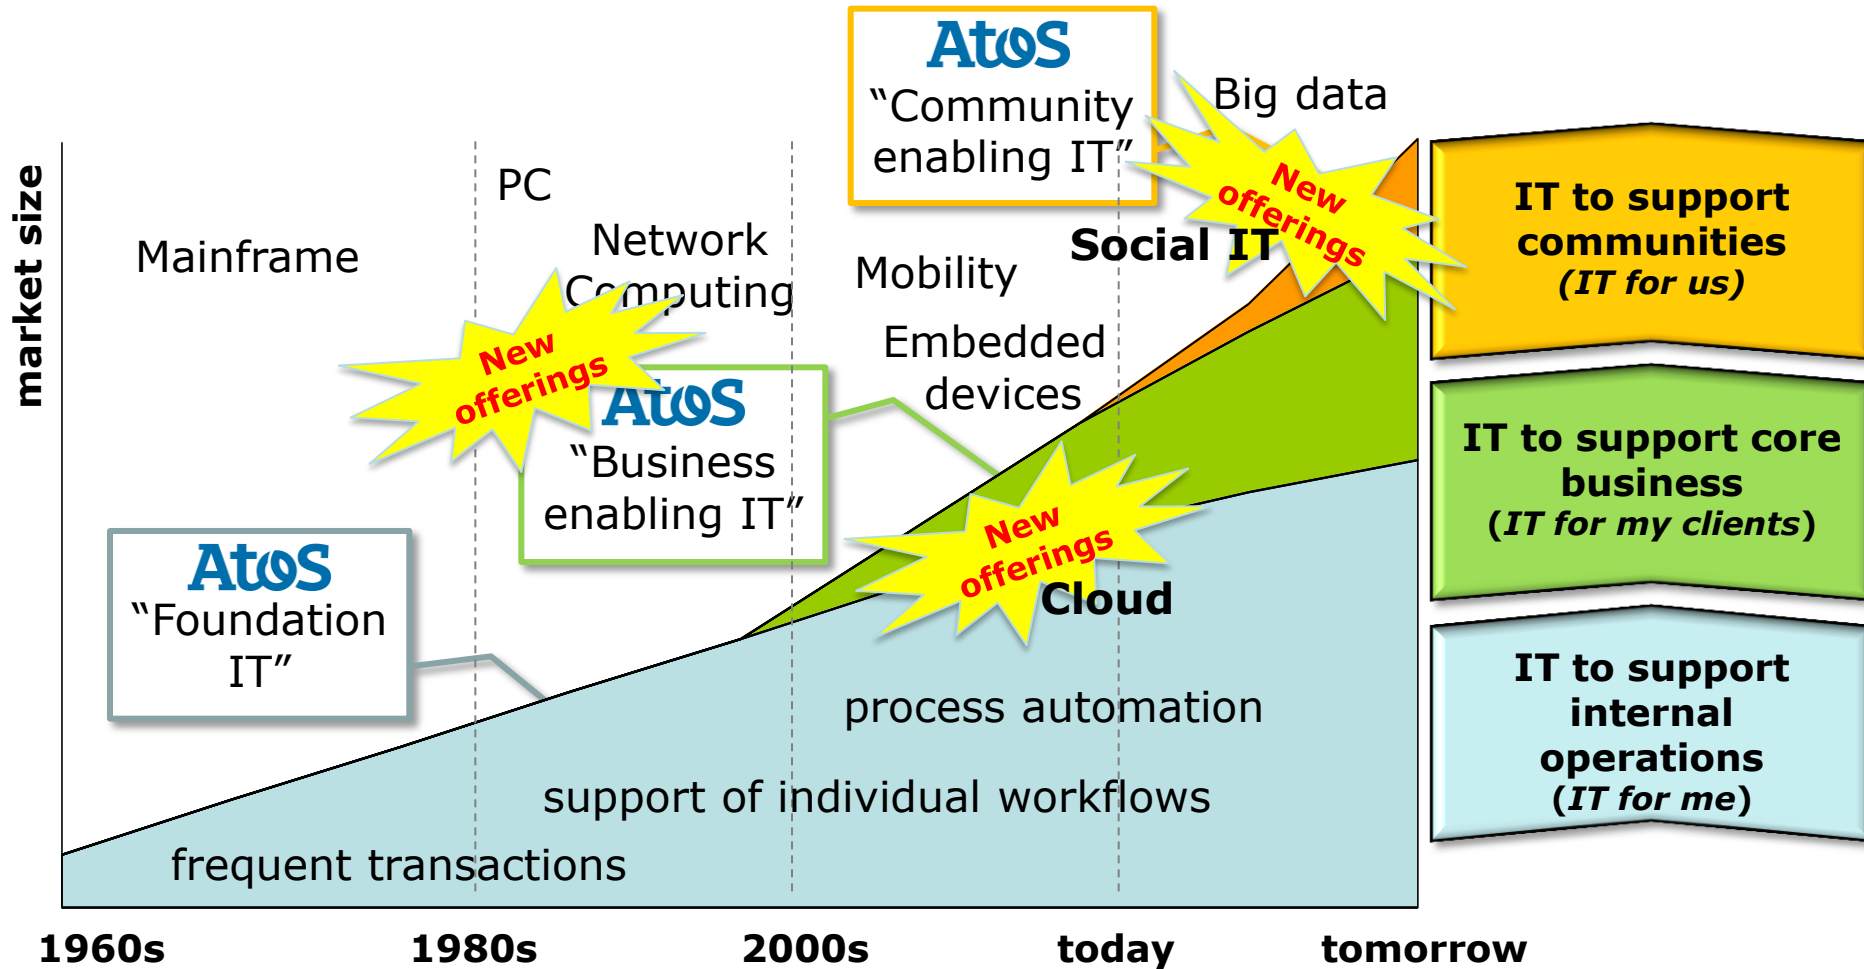 Atos
“Community
enabling IT”
Big data
New
offerings
PC
Mainframe
Network
Computing
Mobility
Social IT
Embedded
devices
market size
New
offerings
Atos
“Business
enabling IT”
New
offerings
Cloud
Atos
“Foundation
IT”
process automation
support of individual workflows
frequent transactions
1960s
1980s
2000s
today
tomorrow
IT to support
communities
(IT for us)
IT to support core
business
(IT for my clients)
IT to support
internal
operations
(IT for me)